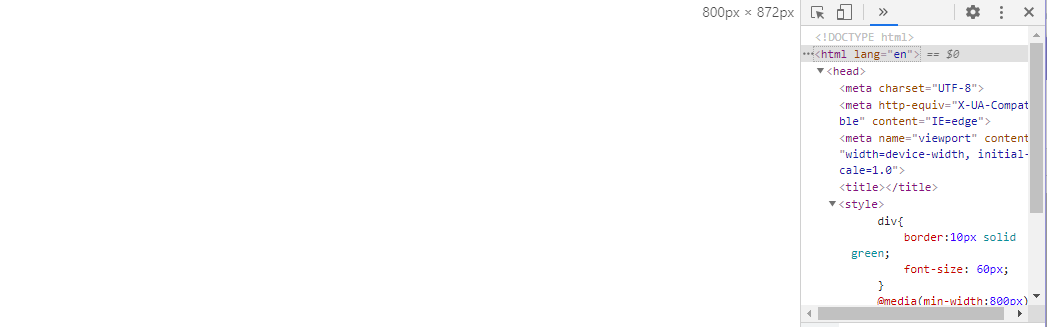 800px × 872px
<!DOCTYPE html>
<html lang="en"> == $0
<head>
<meta charset="UTF-8">
<meta http-equiv="X-UA-Compat
ble" content="IE=edge">
<meta name="viewport" content
"width=device-width, initial-
cale=1.0">
<title></title>
<style>
div{
border:10px solid
green;
font-size: 60px;
}
@media(min-width:800px)